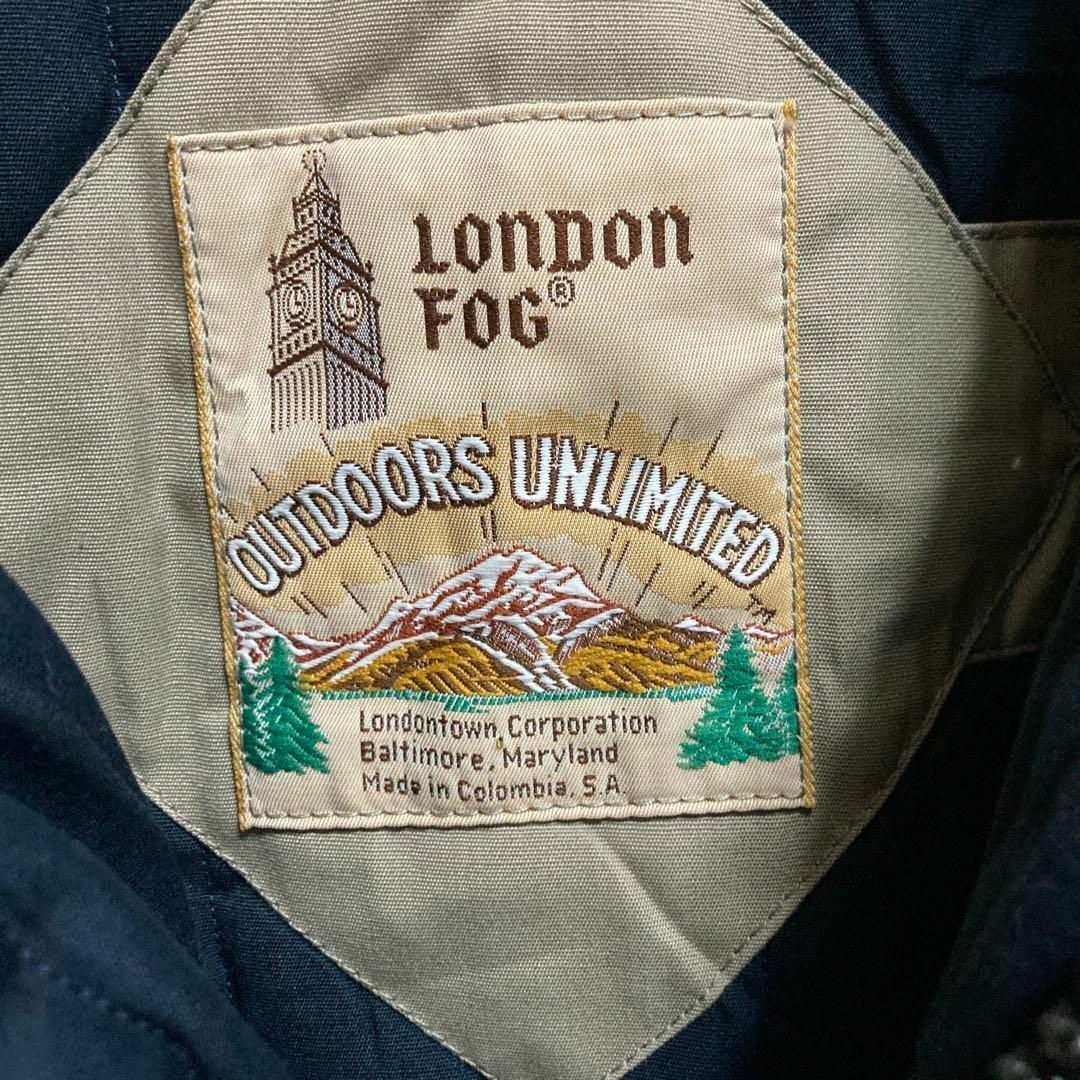 LONDON
FOG®
OUTDOORS UNLIMITED
TM
Londontown Corporation
Baltimore, Maryland
Made in Colombia, S.A.